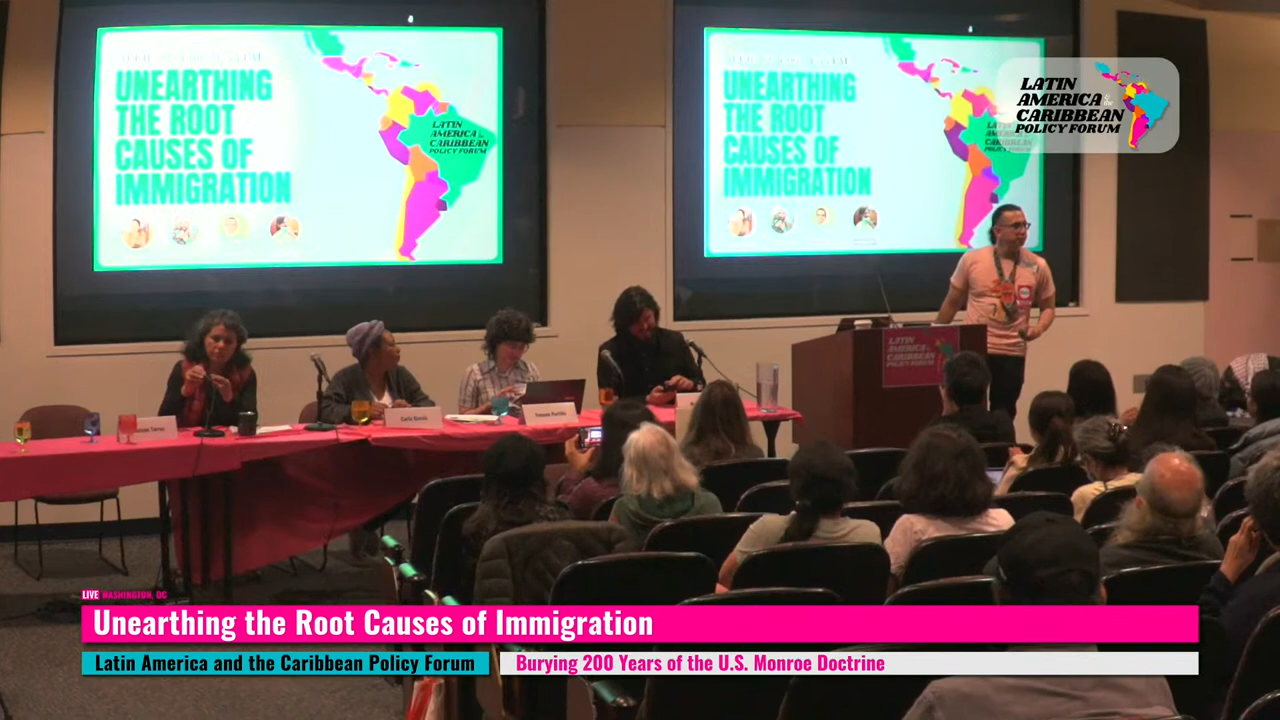 UNEARTHING
THE ROOT
CAUSES OF
IMMIGRATION
LATIN
AMERICA &
CARIBBEAN
POLICY FORUM
UNEARTHING
THE ROOT
CAUSES OF
IMMIGRATION
LATIN
AMERICA & the
CARIBBEAN
POLICY FORUM
LATIN
AMERICA
CARIBBEAN
POLICY FORUM
LIVE WASHINGTON, DC
Unearthing the Root Causes of Immigration
Latin America and the Caribbean Policy Forum
Burying 200 Years of the U.S. Monroe Doctrine